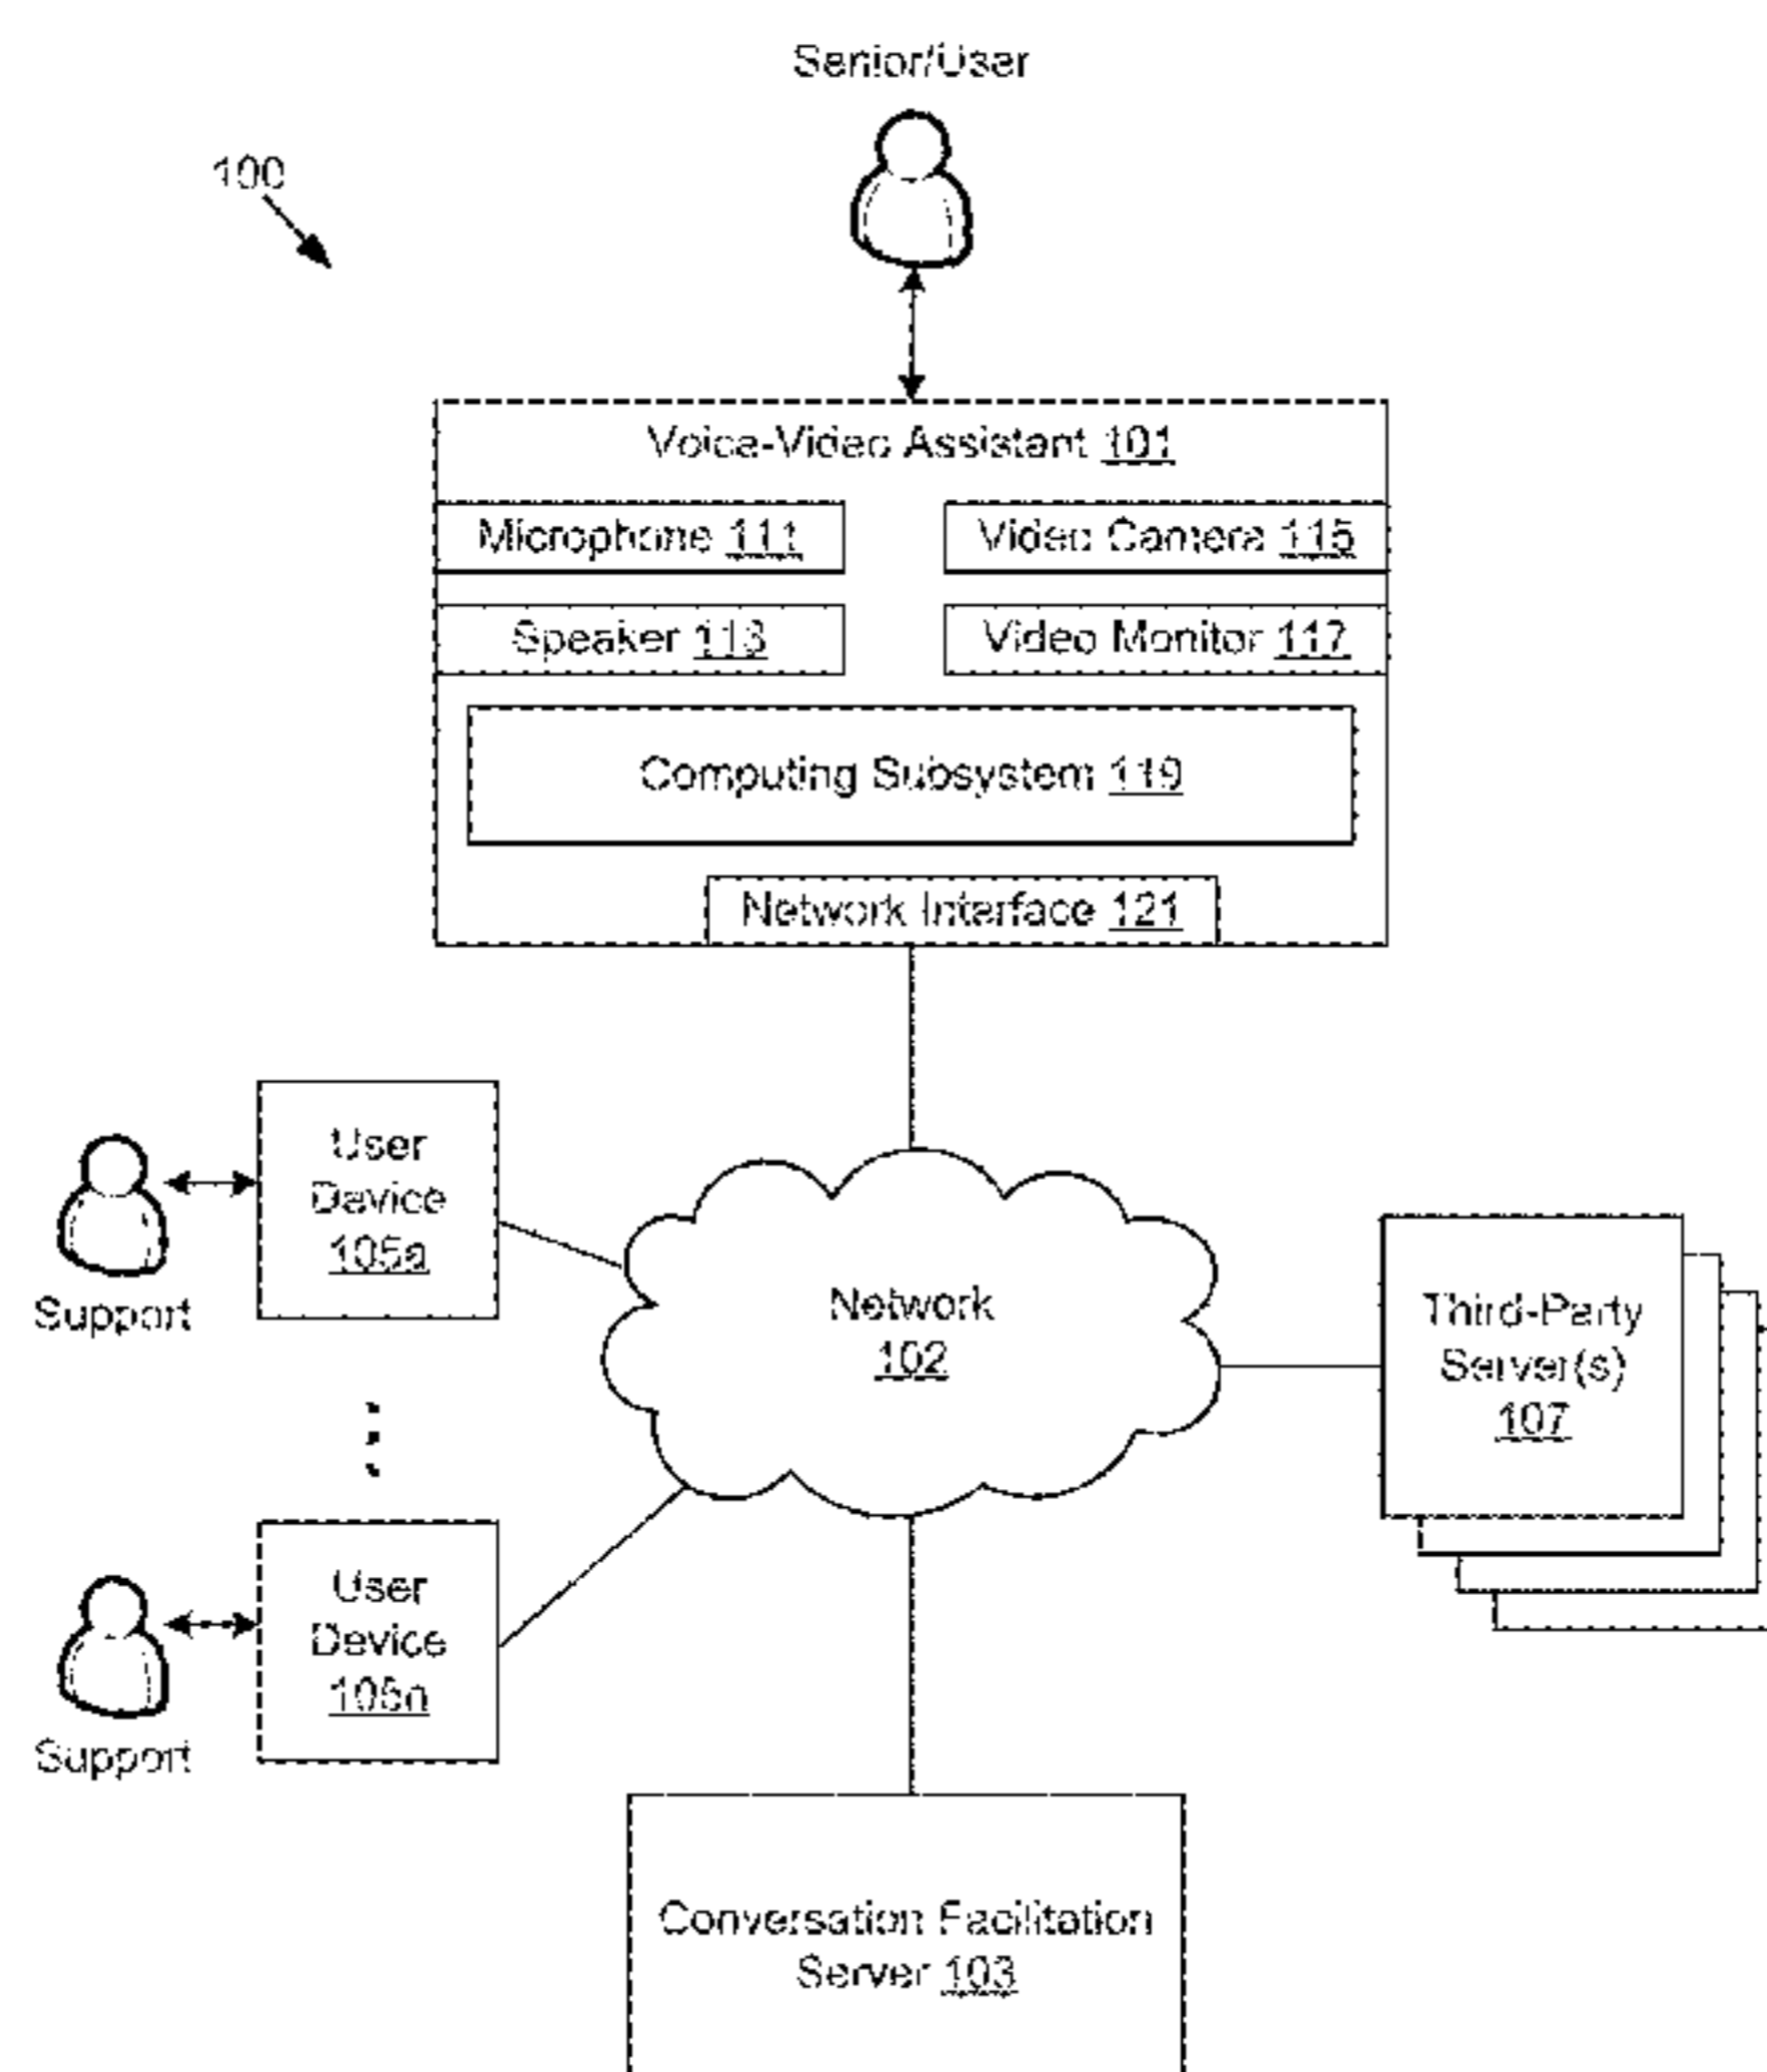 Senior/User
100
Voice-Video Assistant 101
Microphone 111
Video Camera 115
Speaker 113
Video Monitor 117
Computing Subsystem 119
Network Interface 121
User
Device
105a
Support
Network
102
Third-Party
Server(s)
107
User
Device
105n
Support
Conversation Facilitation
Server 103